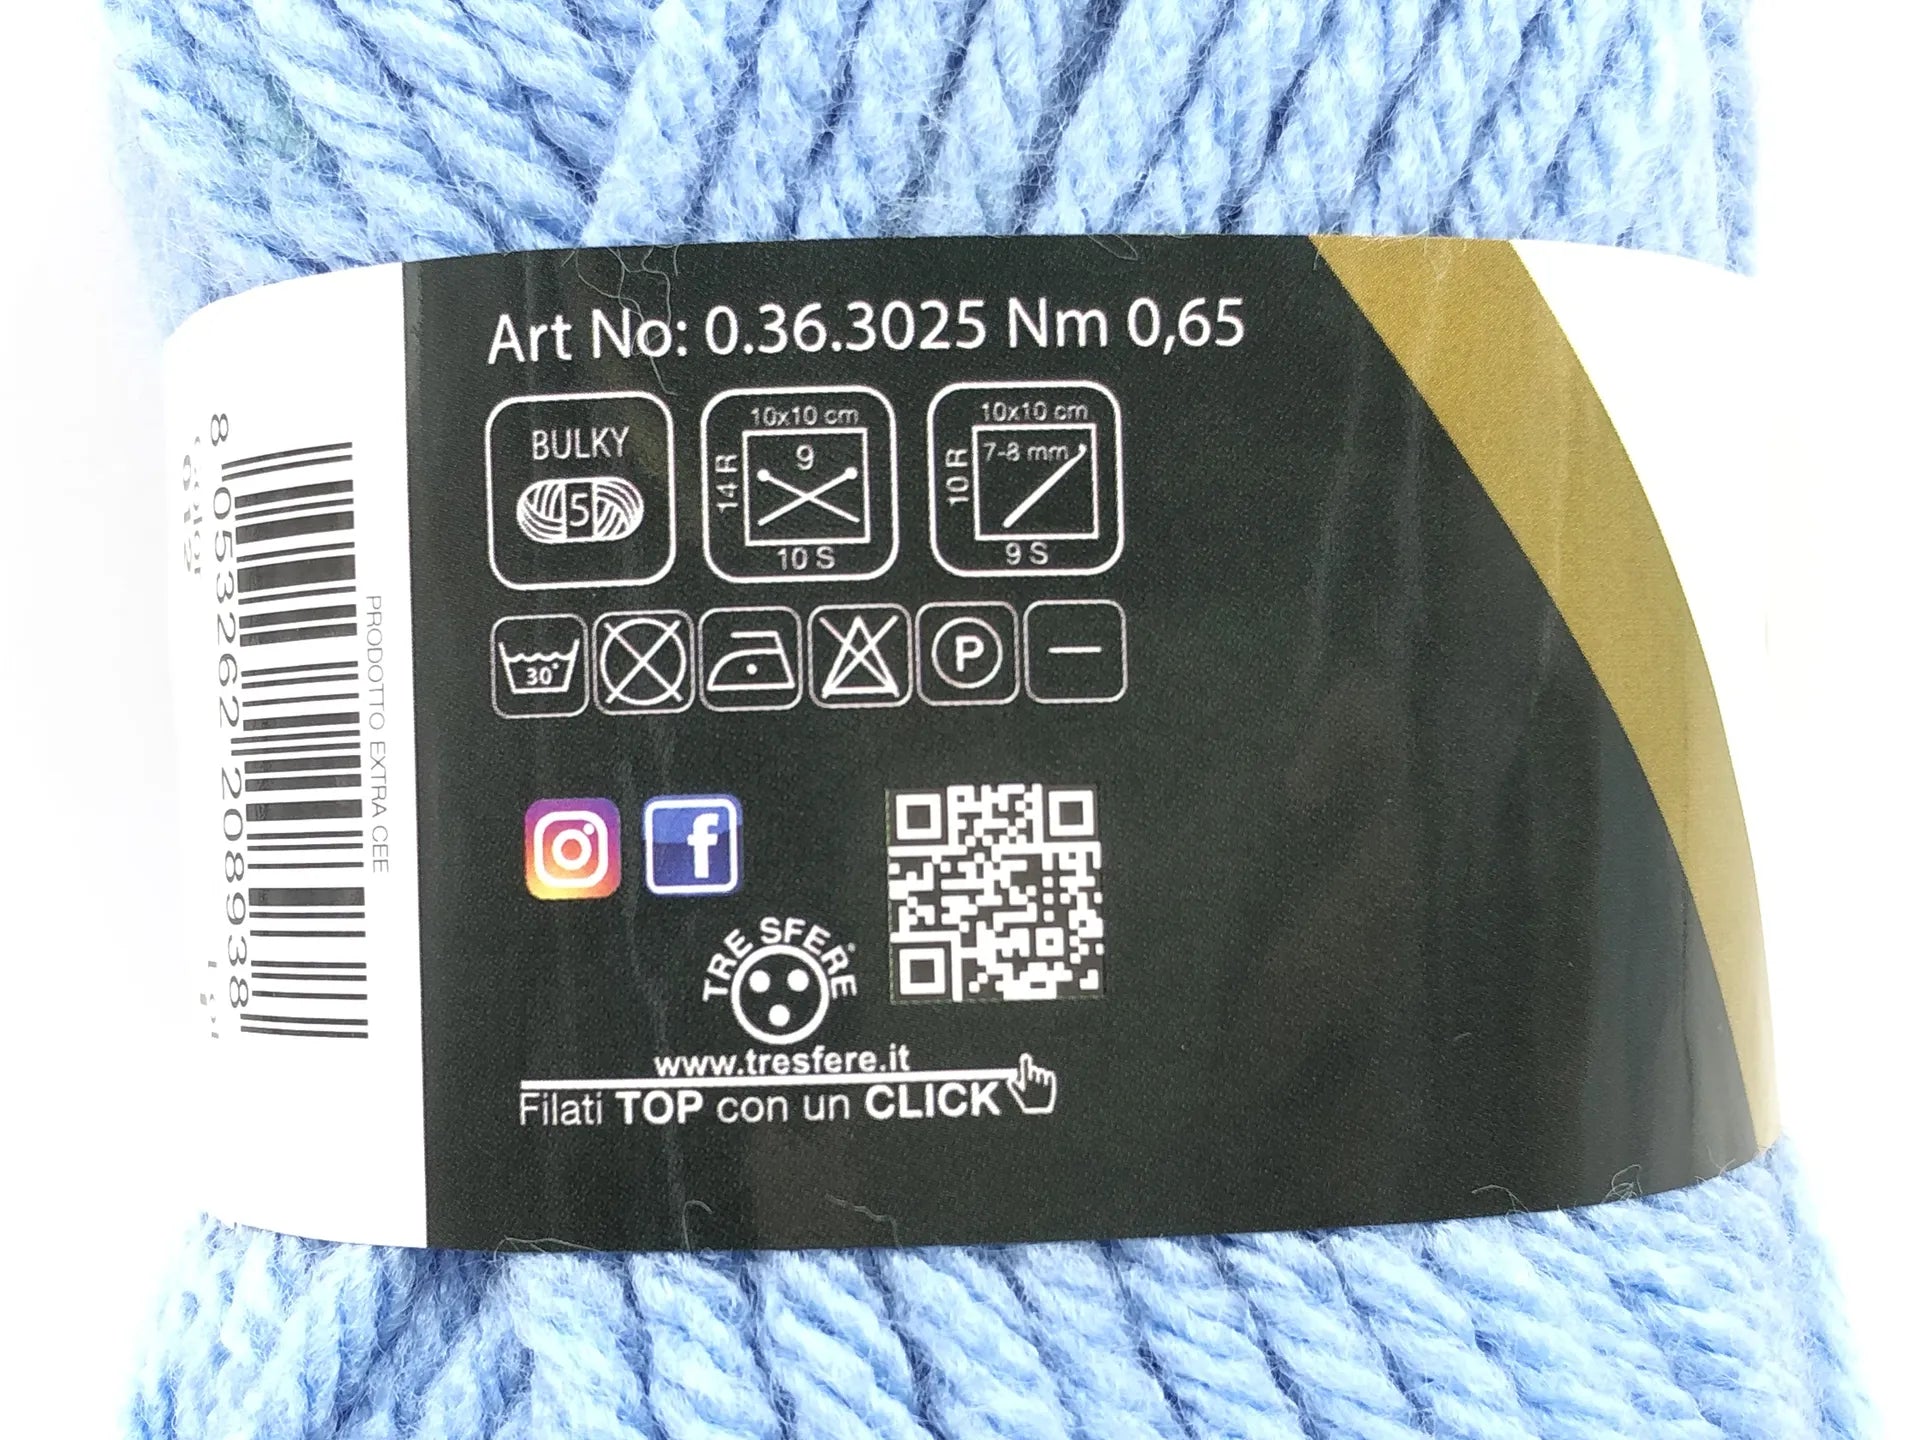 Art No: 0.36.3025 Nm 0,65
BULKY
5
10x10 cm
14 R
9
10 S
10x10 cm
10 R
7-8 mm
9 S
30°
P
TRE SFERE
www.tresfere.it
Filati TOP con un CLICK
PRODOTTO EXTRA CEE
8 053262 208938
Color